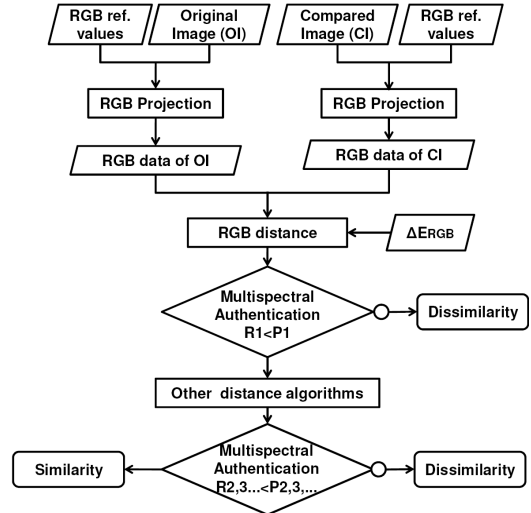 RGB ref.
values
Original
Image (OI)
Compared
Image (CI)
RGB ref.
values
RGB Projection
RGB Projection
RGB data of OI
RGB data of CI
RGB distance
ΔERGB
Multispectral
Authentication
R1<P1
Dissimilarity
Other distance algorithms
Multispectral
Authentication
R2,3...<P2,3,...
Similarity
Dissimilarity